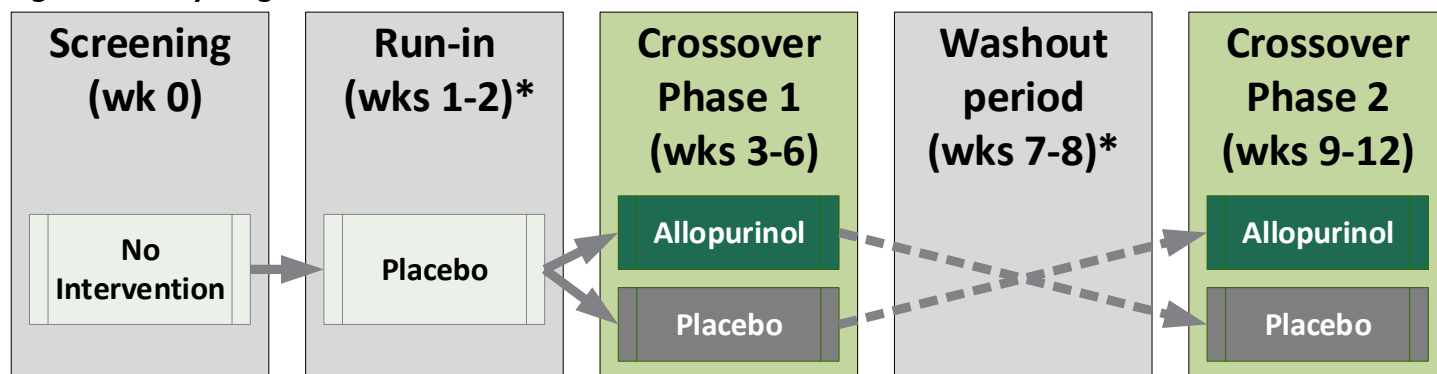 Screening
(wk 0)
Run-in
(wks 1-2)*
Crossover
Phase 1
(wks 3-6)
Washout
period
(wks 7-8)*
Crossover
Phase 2
(wks 9-12)
No
Intervention
Placebo
Allopurinol
Placebo
Allopurinol
Placebo